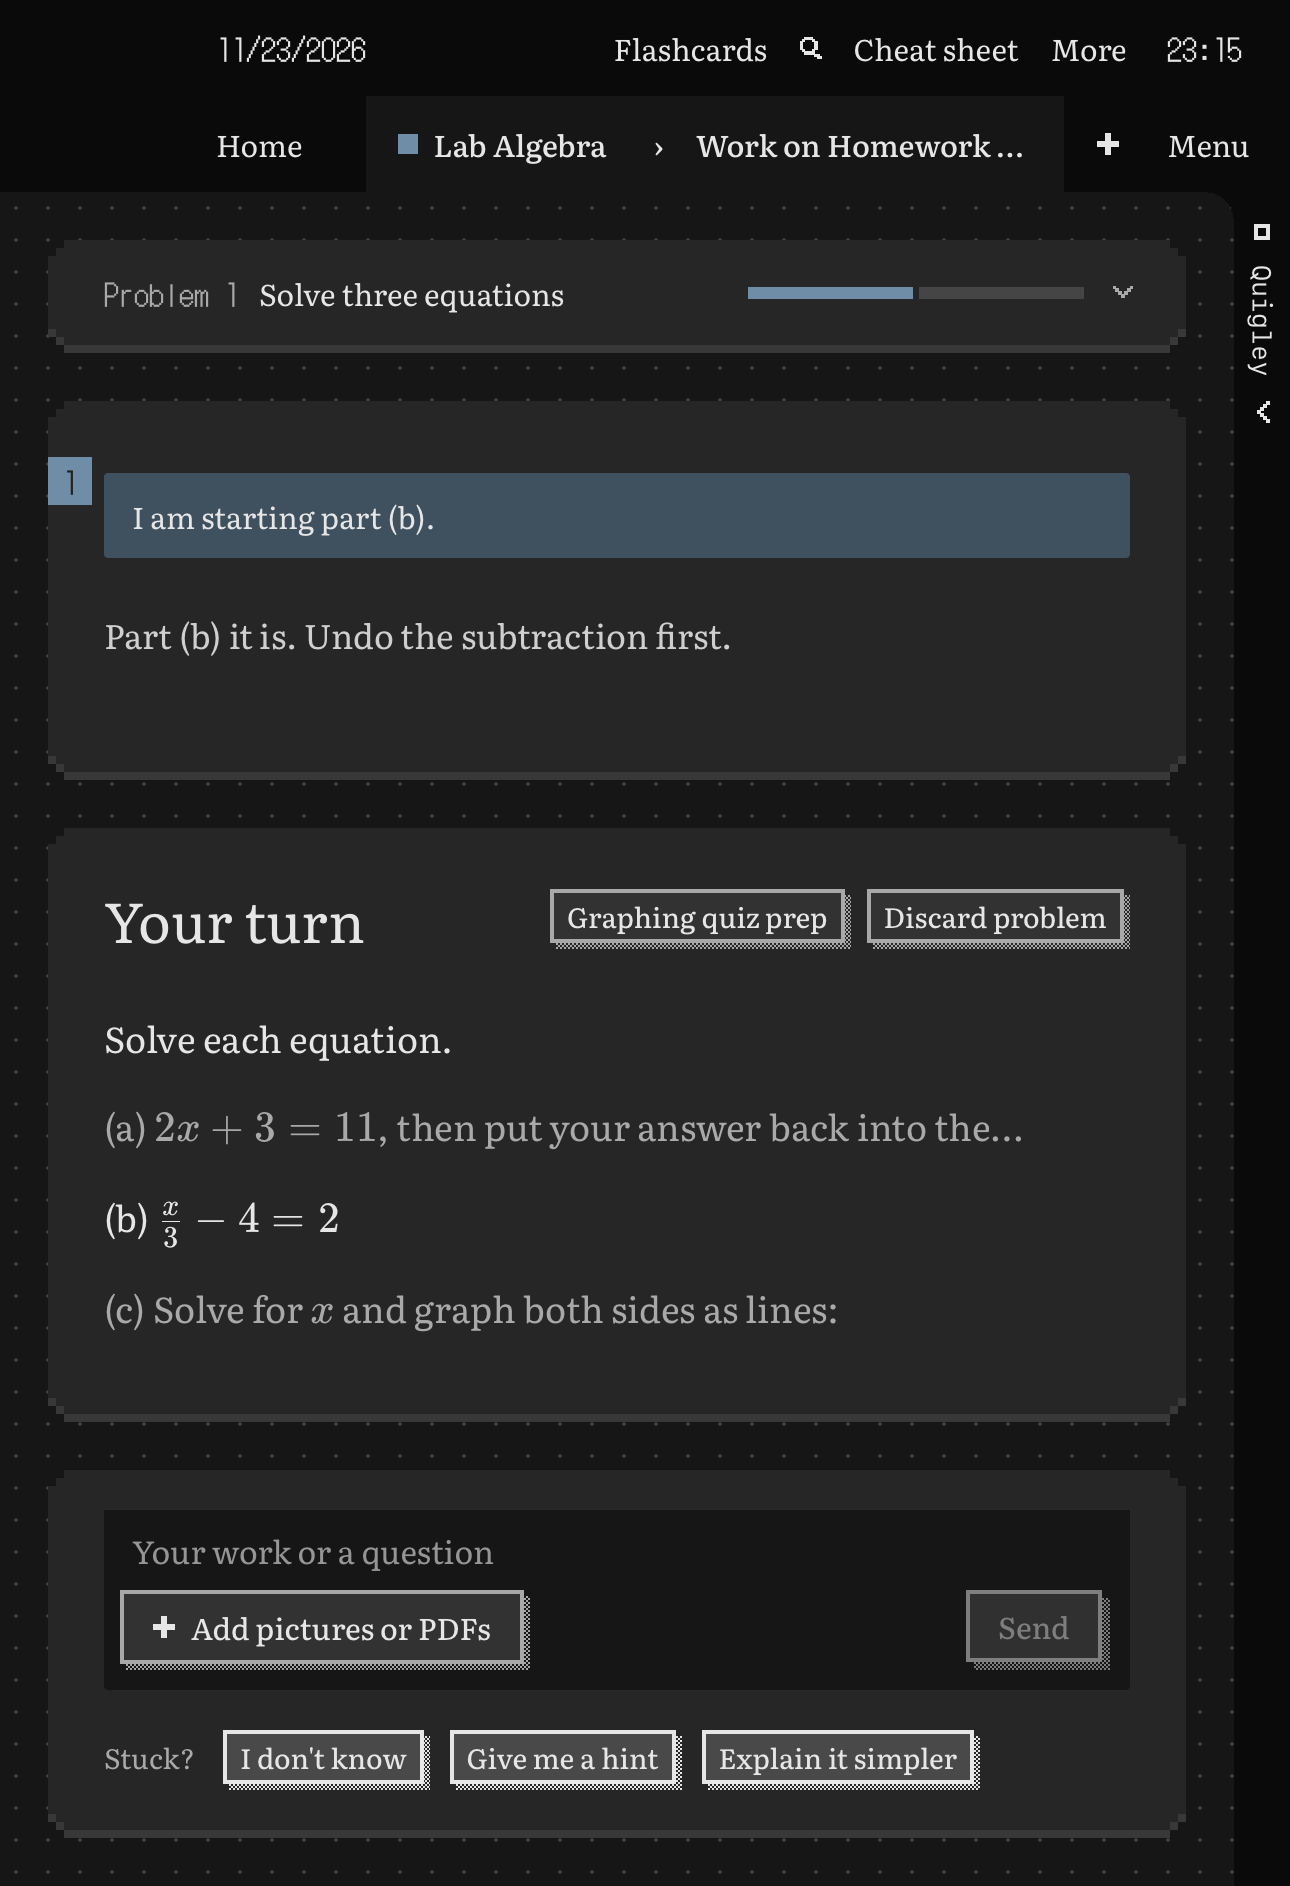 11/23/2026
Flashcards Cheat sheet More 23:15
Home Lab Algebra › Work on Homework ... Menu
Quigley
Problem 1 Solve three equations
1
I am starting part (b).
Part (b) it is. Undo the subtraction first.
Your turn
Graphing quiz prep Discard problem
Solve each equation.
(a) 2x + 3 = 11, then put your answer back into the...
(b) x/3 − 4 = 2
(c) Solve for x and graph both sides as lines:
Your work or a question
Add pictures or PDFs Send
Stuck? I don't know Give me a hint Explain it simpler